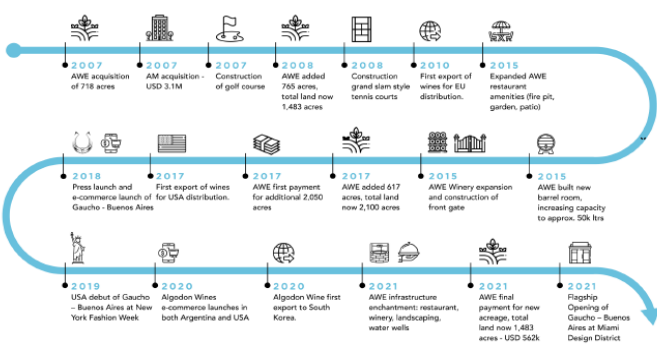 2007
AWE acquisition
of 718 acres
2007
AM acquisition -
USD 3.1M
2007
Construction
of golf course
2008
AWE added
765 acres,
total land now
1,483 acres
2008
Construction
grand slam style
tennis courts
2010
First export of
wines for EU
distribution.
2015
Expanded AWE
restaurant
amenities (fire pit,
garden, patio)
2018
Press launch and
e-commerce launch of
Gaucho - Buenos Aires
2017
First export of wines
for USA distribution.
2017
AWE first payment
for additional 2,050
acres
2017
AWE added 617
acres, total land
now 2,100 acres
2015
AWE Winery expansion
and construction of
front gate
2015
AWE built new
barrel room,
increasing capacity
to approx. 50k ltrs
2019
USA debut of Gaucho
– Buenos Aires at New
York Fashion Week
2020
Algodon Wines
e-commerce launches in
both Argentina and USA
2020
Algodon Wine first
export to South
Korea.
2021
AWE infrastructure
enchantment: restaurant,
winery, landscaping,
water wells
2021
AWE final
payment for new
acreage, total
land now 1,483
acres - USD 562k
2021
Flagship
Opening of
Gaucho – Buenos
Aires at Miami
Design District